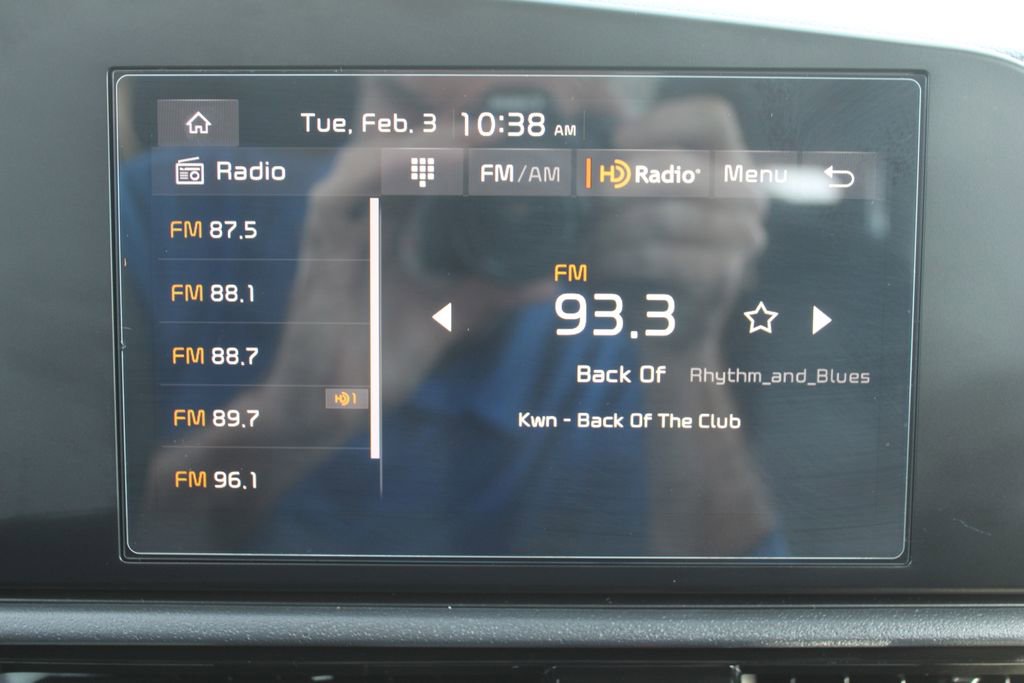 Tue, Feb. 3 10:38 AM
Radio FM/AM HD Radio Menu
FM 87.5
FM 88.1
FM 88.7
HD 1
FM 89.7
FM 96.1
FM
93.3
Back Of Rhythm_and_Blues
Kwn - Back Of The Club